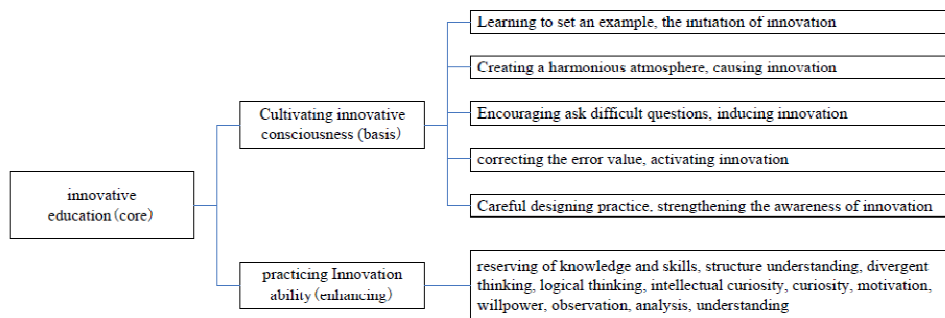 Learning to set an example, the initiation of innovation
Creating a harmonious atmosphere, causing innovation
Cultivating innovative
consciousness (basis)
Encouraging ask difficult questions, inducing innovation
correcting the error value, activating innovation
innovative
education (core)
Careful designing practice, strengthening the awareness of innovation
practicing Innovation
ability (enhancing)
reserving of knowledge and skills, structure understanding, divergent
thinking, logical thinking, intellectual curiosity, curiosity, motivation,
willpower, observation, analysis, understanding